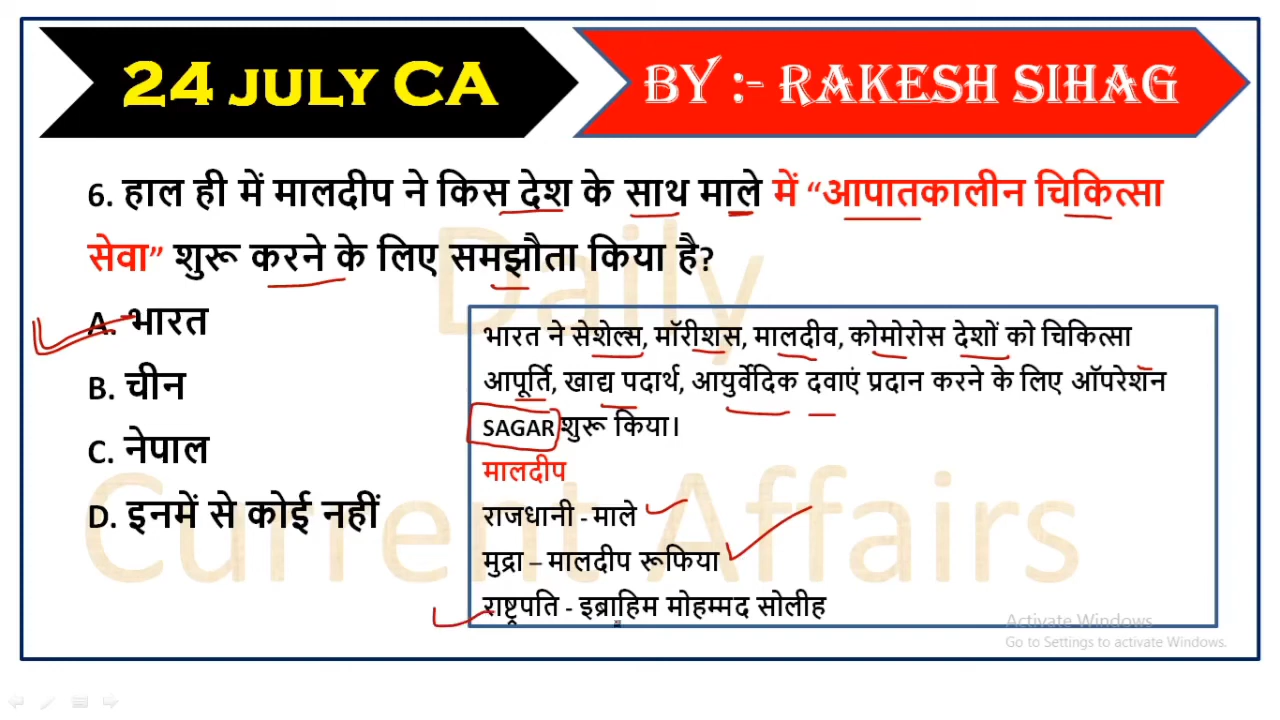 24 JULY CA
BY :- RAKESH SIHAG
6. हाल ही में मालदीप ने किस देश के साथ माले में “आपातकालीन चिकित्सा
सेवा” शुरू करने के लिए समझौता किया है?
A. भारत
B. चीन
C. नेपाल
D. इनमें से कोई नहीं
भारत ने सेशेल्स, मॉरीशस, मालदीव, कोमोरोस देशों को चिकित्सा
आपूर्ति, खाद्य पदार्थ, आयुर्वेदिक दवाएं प्रदान करने के लिए ऑपरेशन
SAGAR शुरू किया।
मालदीप
राजधानी - माले
मुद्रा – मालदीप रूफिया
राष्ट्रपति - इब्राहिम मोहम्मद सोलीह
Daily
Current Affairs
Activate Windows
Go to Settings to activate Windows.